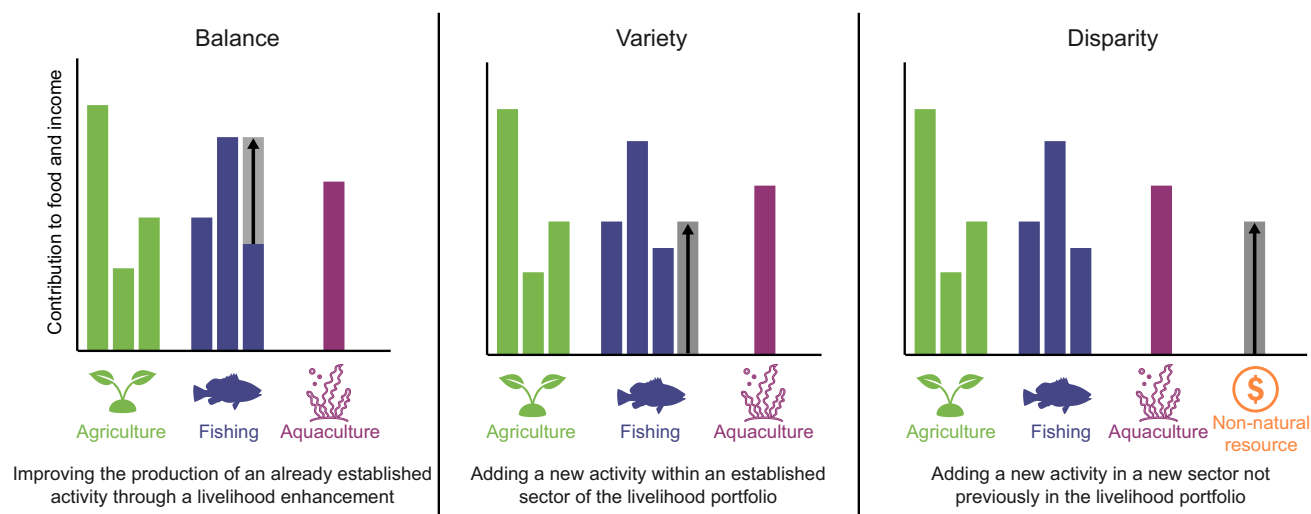 Balance
Contribution to food and income
Agriculture
Fishing
Aquaculture
Improving the production of an already established
activity through a livelihood enhancement
Variety
Agriculture
Fishing
Aquaculture
Adding a new activity within an established
sector of the livelihood portfolio
Disparity
Agriculture
Fishing
Aquaculture
$
Non-natural
resource
Adding a new activity in a new sector not
previously in the livelihood portfolio